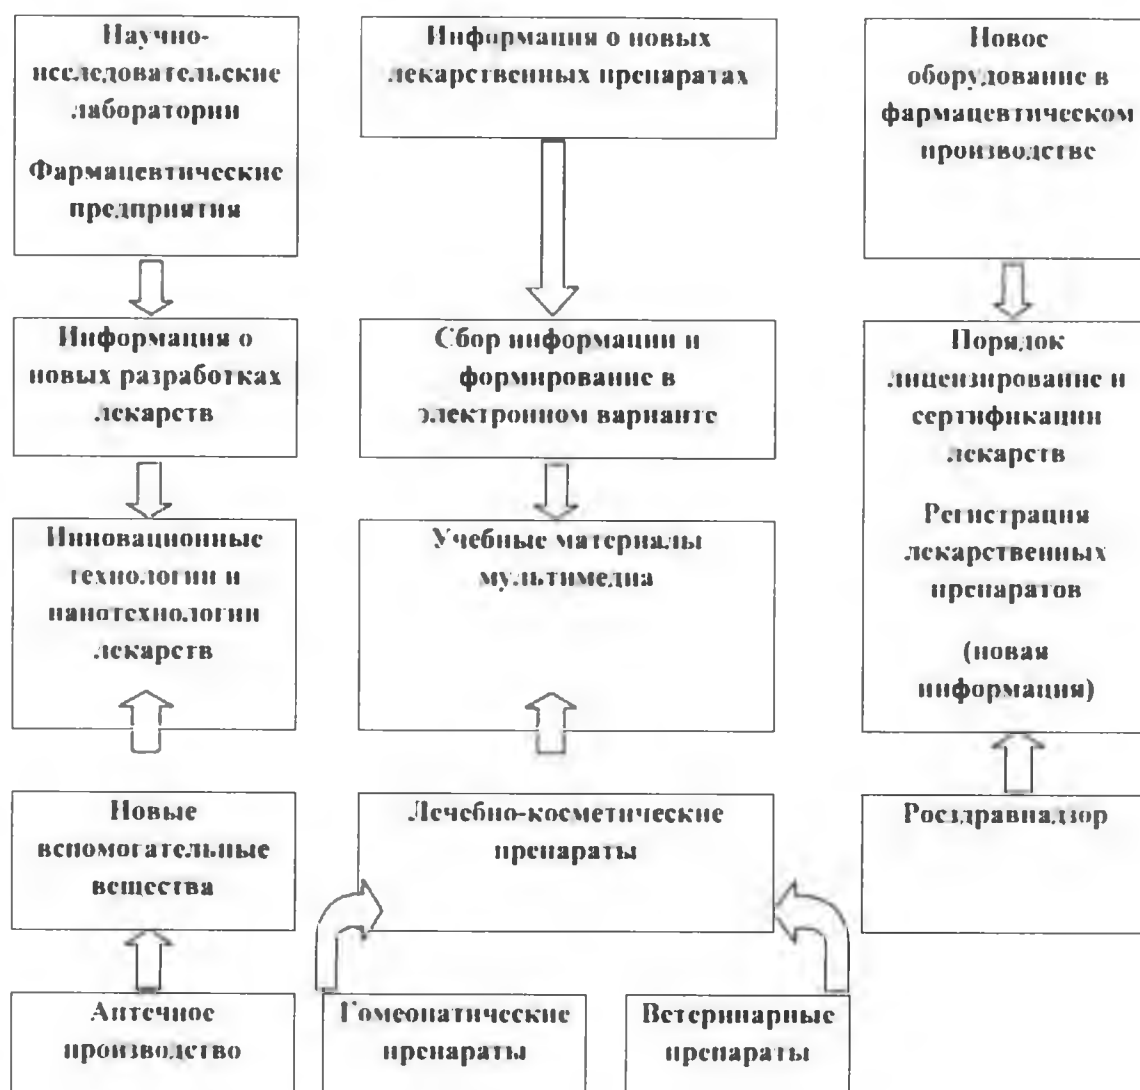 Научно-
исследовательские
лаборатории
Фармацевтические
предприятия
Информация о новых
лекарственных препаратах
Новое
оборудование в
фармацевтическом
производстве
Информация о
новых разработках
лекарств
Сбор информации и
формирование в
электронном варианте
Порядок
лицензирование и
сертификации
лекарств
Регистрация
лекарственных
препаратов
(новая
информация)
Инновационные
технологии и
нанотехнологии
лекарств
Учебные материалы
мультимедиа
Новые
вспомогательные
вещества
Лечебно-косметические
препараты
Росздравнадзор
Аптечное
производство
Гомеопатические
препараты
Ветеринарные
препараты